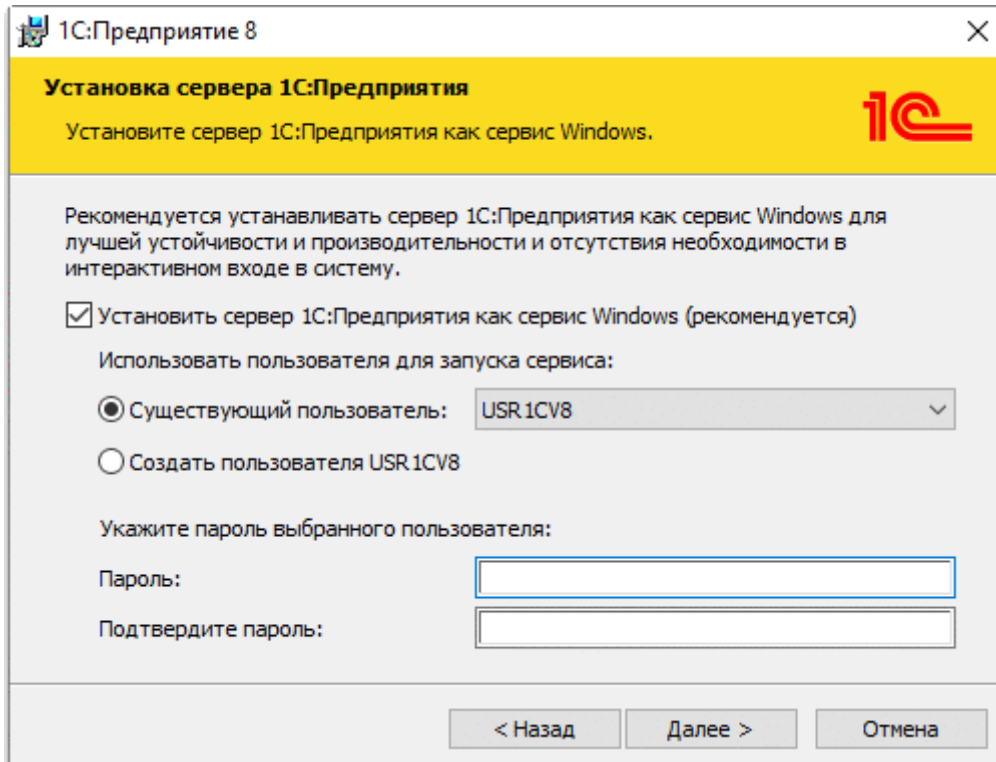 1С:Предприятие 8
Установка сервера 1С:Предприятия
Установите сервер 1С:Предприятия как сервис Windows.
1С
Рекомендуется устанавливать сервер 1С:Предприятия как сервис Windows для
лучшей устойчивости и производительности и отсутствия необходимости в
интерактивном входе в систему.
Установить сервер 1С:Предприятия как сервис Windows (рекомендуется)
Использовать пользователя для запуска сервиса:
Существующий пользователь: USR1CV8
Создать пользователя USR1CV8
Укажите пароль выбранного пользователя:
Пароль:
Подтвердите пароль:
< Назад Далее > Отмена